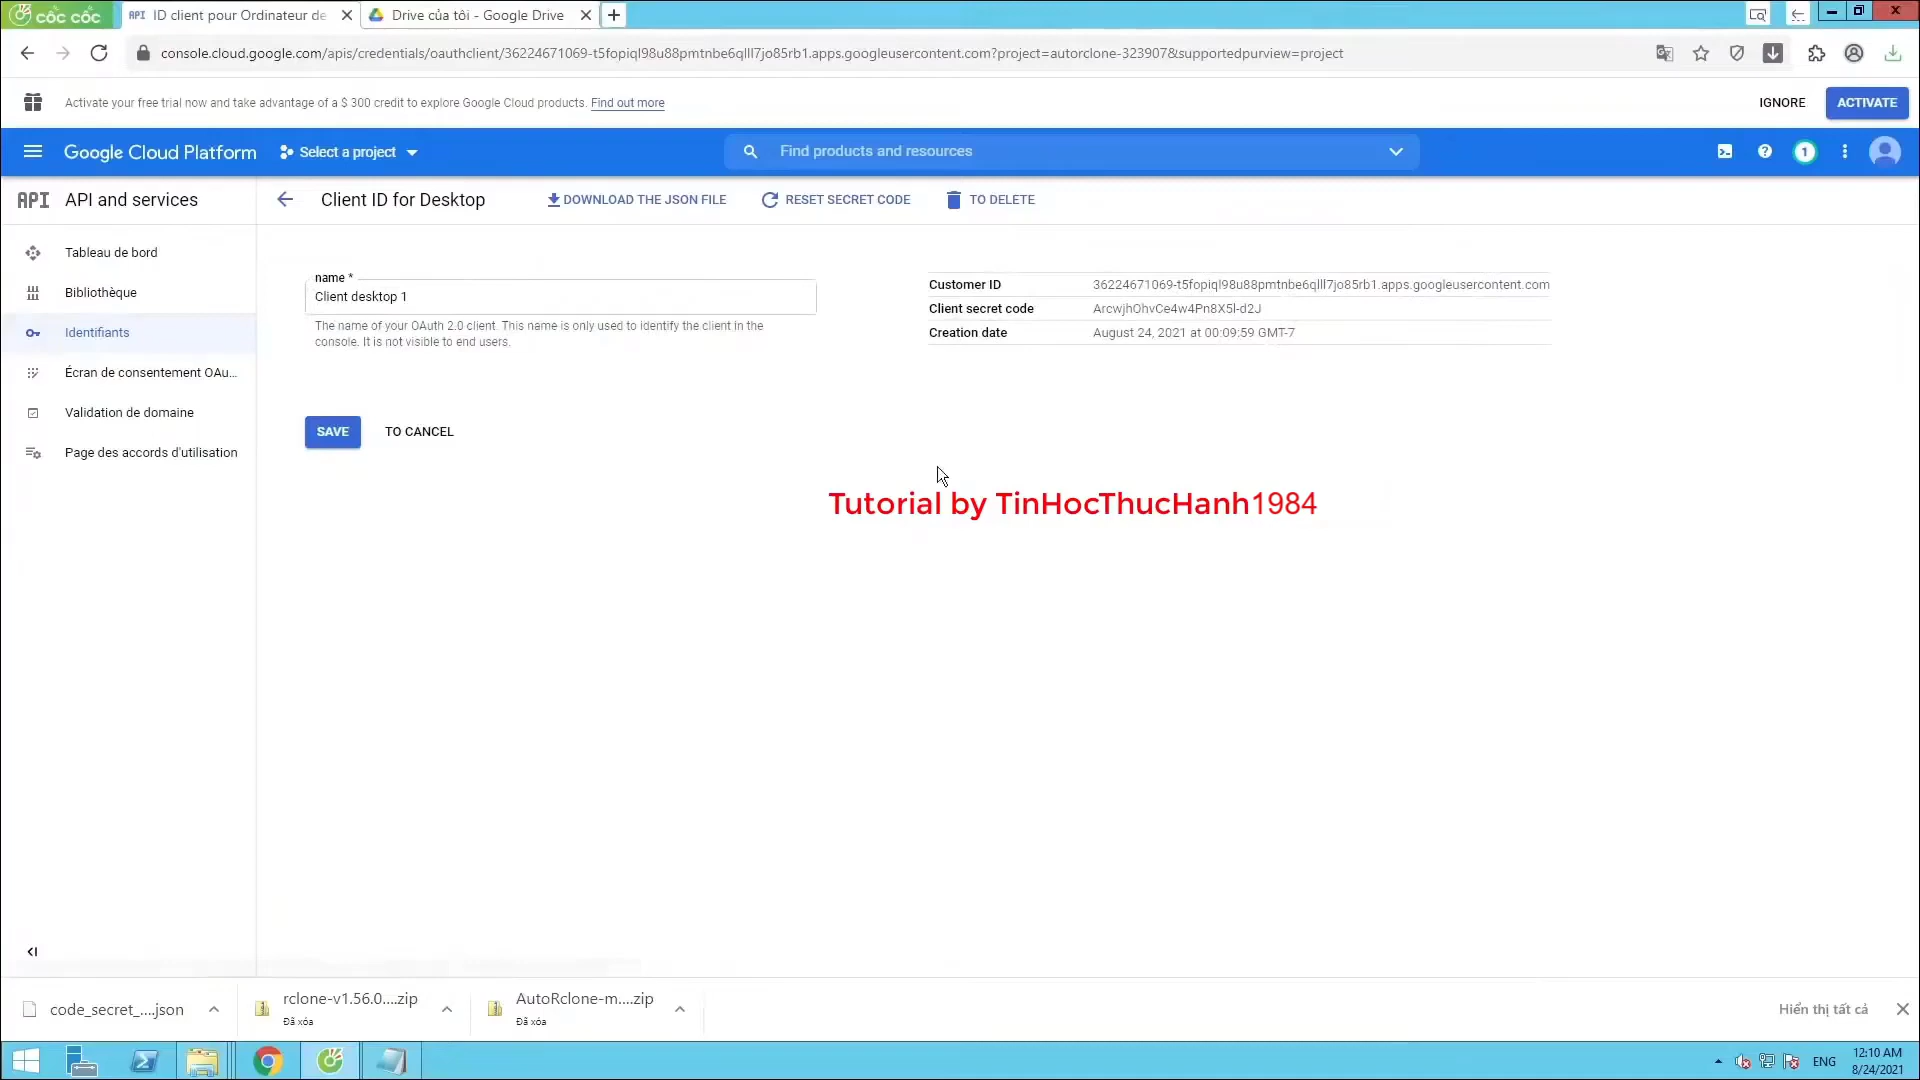 cốc cốc
API ID client pour Ordinateur de
Drive của tôi - Google Drive
console.cloud.google.com/apis/credentials/oauthclient/36224671069-t5fopiql98u88pmtnbe6qlll7jo85rb1.apps.googleusercontent.com?project=autorclone-323907&supportedpurview=project
Activate your free trial now and take advantage of a $ 300 credit to explore Google Cloud products. Find out more
IGNORE
ACTIVATE
Google Cloud Platform
Select a project
Find products and resources
1
API API and services
Client ID for Desktop
DOWNLOAD THE JSON FILE
RESET SECRET CODE
TO DELETE
Tableau de bord
Bibliothèque
Identifiants
Écran de consentement OAu...
Validation de domaine
Page des accords d'utilisation
name *
Client desktop 1
The name of your OAuth 2.0 client. This name is only used to identify the client in the
console. It is not visible to end users.
SAVE
TO CANCEL
Customer ID 36224671069-t5fopiql98u88pmtnbe6qlll7jo85rb1.apps.googleusercontent.com
Client secret code ArcwjhOhvCe4w4Pn8X5l-d2J
Creation date August 24, 2021 at 00:09:59 GMT-7
Tutorial by TinHocThucHanh1984
code_secret_....json
rclone-v1.56.0....zip
Đã xóa
AutoRclone-m....zip
Đã xóa
Hiển thị tất cả
ENG
12:10 AM
8/24/2021